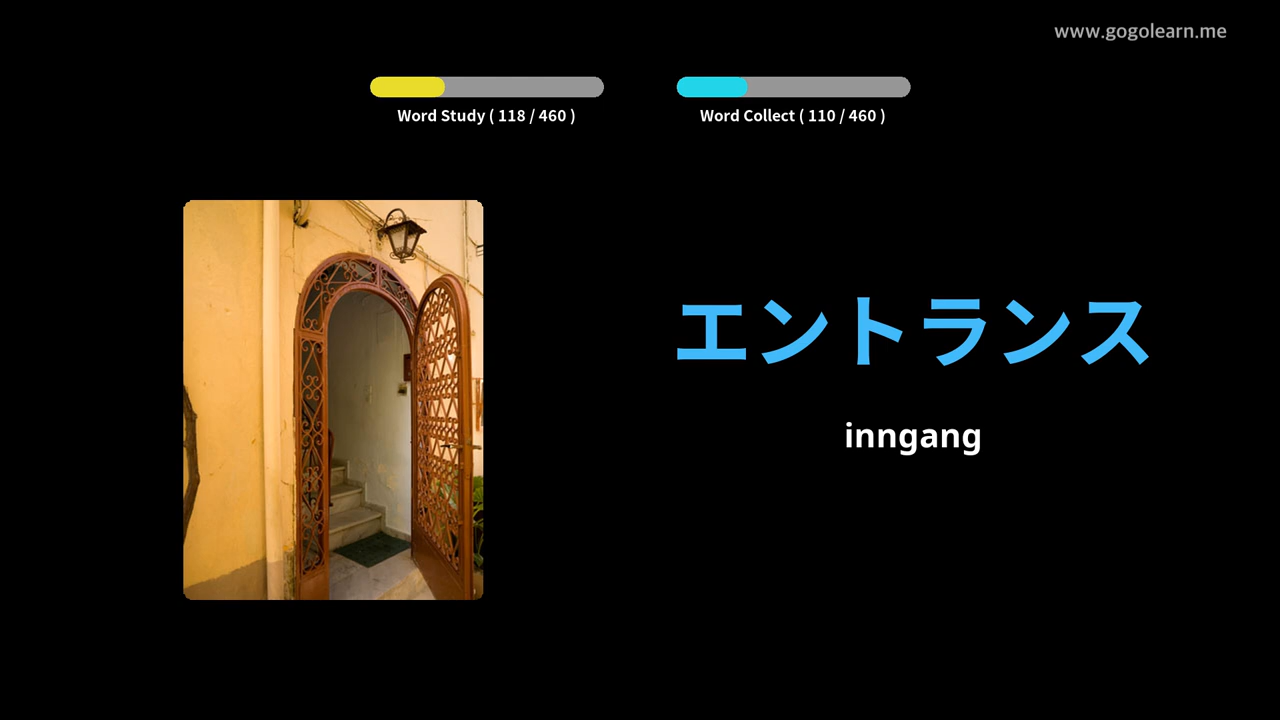 www.gogolearn.me
Word Study ( 118 / 460 )
Word Collect ( 110 / 460 )
エントランス
inngang